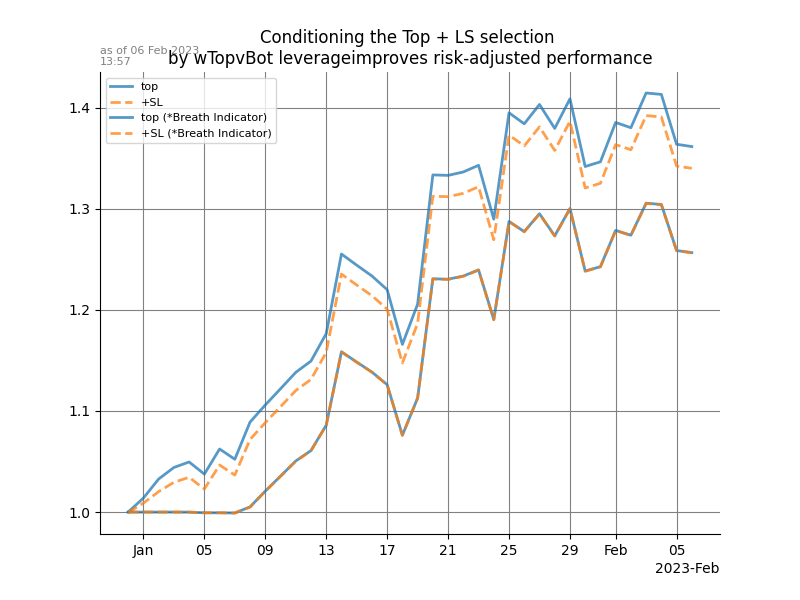 Conditioning the Top + LS selection
by wTopvBot leverageimproves risk-adjusted performance
as of 06 Feb 2023
13:57
top
+SL
top (*Breath Indicator)
+SL (*Breath Indicator)
1.4
1.3
1.2
1.1
1.0
Jan 05 09 13 17 21 25 29 Feb 05
2023-Feb